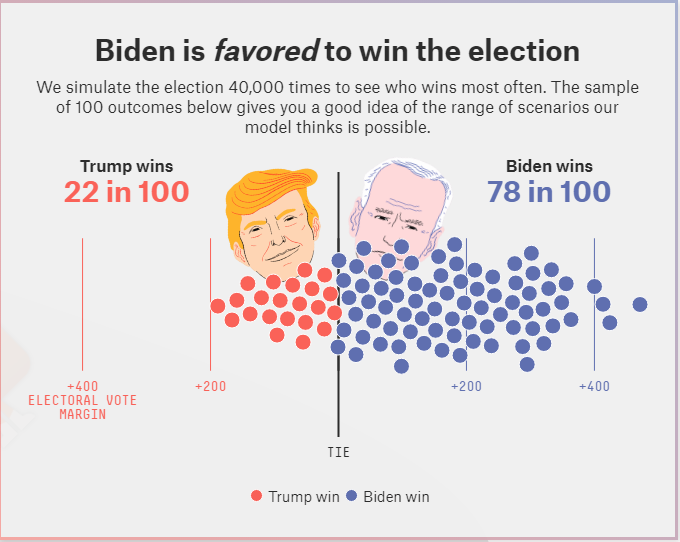 Biden is favored to win the election
We simulate the election 40,000 times to see who wins most often. The sample
of 100 outcomes below gives you a good idea of the range of scenarios our
model thinks is possible.
Trump wins
22 in 100
Biden wins
78 in 100
+400
ELECTORAL VOTE
MARGIN
+200
+200
+400
TIE
Trump win
Biden win